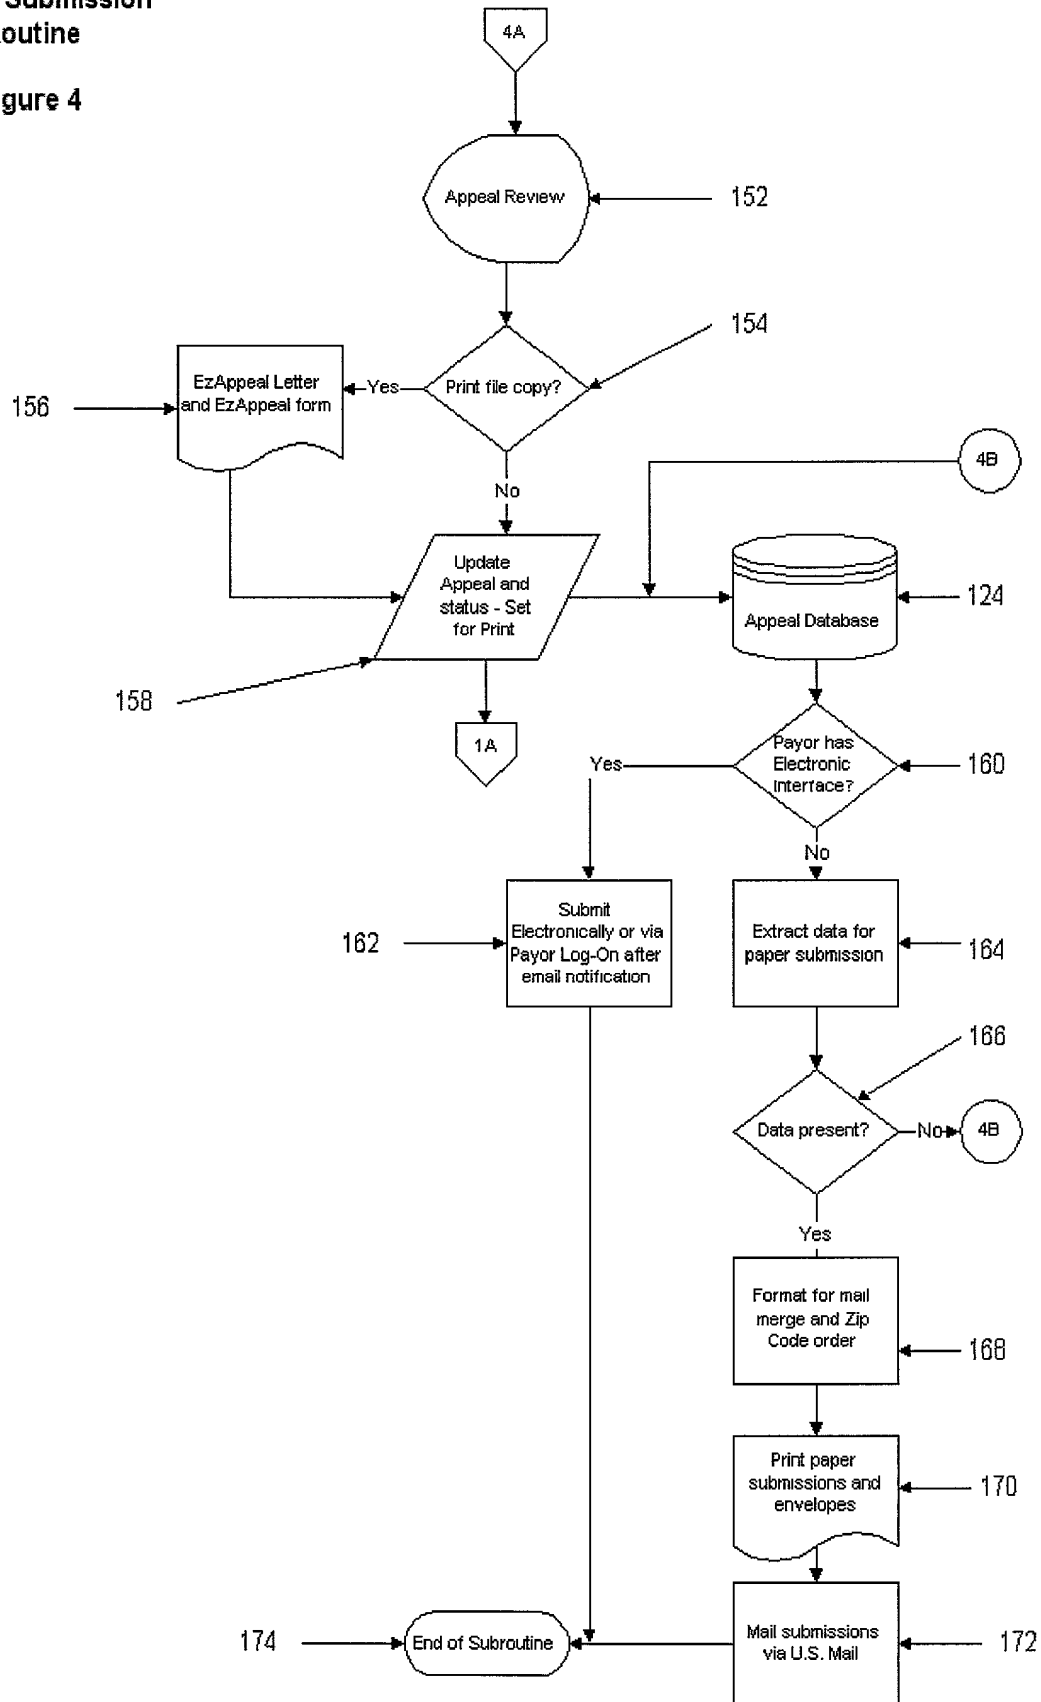 Submission
outine
gure 4
4A
Appeal Review
152
154
Print file copy?
Yes
EzAppeal Letter
and EzAppeal form
156
4B
No
Update
Appeal and
status - Set
for Print
Appeal Database
124
158
1A
Payor has
Electronic
Interface?
160
Yes
No
Submit
Electronically or via
Payor Log-On after
email notification
162
Extract data for
paper submission
164
166
Data present?
No
4B
Yes
Format for mail
merge and Zip
Code order
168
Print paper
submissions and
envelopes
170
174
End of Subroutine
Mail submissions
via U.S. Mail
172